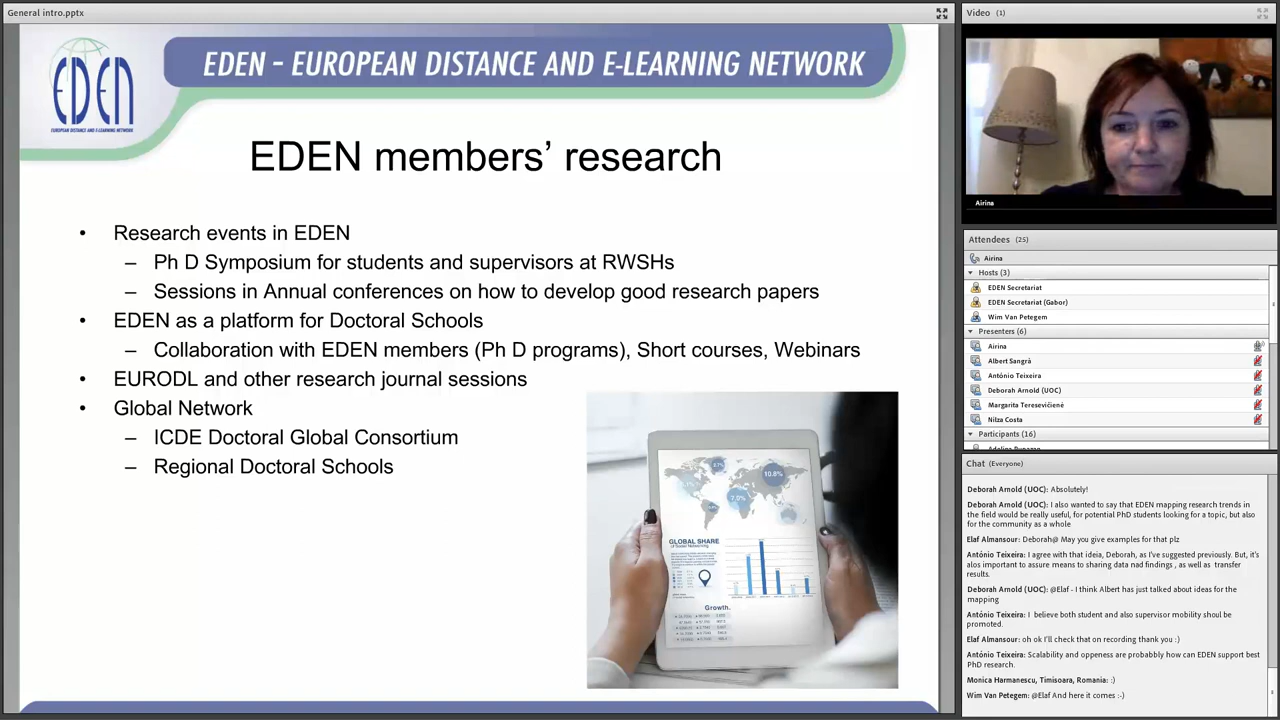 General intro.pptx
EDEN
EUROPEAN DISTANCE AND E-LEARNING NETWORK
EDEN – EUROPEAN DISTANCE AND E-LEARNING NETWORK
EDEN members' research
• Research events in EDEN
– Ph D Symposium for students and supervisors at RWSHs
– Sessions in Annual conferences on how to develop good research papers
• EDEN as a platform for Doctoral Schools
– Collaboration with EDEN members (Ph D programs), Short courses, Webinars
• EURODL and other research journal sessions
• Global Network
– ICDE Doctoral Global Consortium
– Regional Doctoral Schools
10.8%
7.0%
GLOBAL SHARE
Growth.
Video (1)
Airina
Attendees (25)
Airina
Hosts (3)
EDEN Secretariat
EDEN Secretariat (Gabor)
Wim Van Petegem
Presenters (6)
Airina
Albert Sangrà
António Teixeira
Deborah Arnold (UOC)
Margarita Teresevičienė
Nilza Costa
Participants (16)
Chat (Everyone)
Deborah Arnold (UOC): Absolutely!
Deborah Arnold (UOC): I also wanted to say that EDEN mapping research trends in
the field would be really useful, for potential PhD students looking for a topic, but also
for the community as a whole
Elaf Almansour: Deborah@ May you give examples for that plz
António Teixeira: I agree with that ideia, Deborah, as I've suggested previously. But, it's
alos important to assure means to sharing data nad findings , as well as transfer
results.
Deborah Arnold (UOC): @Elaf - I think Albert has just talked about ideas for the
mapping
António Teixeira: I believe both student and also supervisor mobility shoul be
promoted.
Elaf Almansour: oh ok I'll check that on recording thank you :)
António Teixeira: Scalability and oppeness are probabbly how can EDEN support best
PhD research.
Monica Harmanescu, Timisoara, Romania: :)
Wim Van Petegem: @Elaf And here it comes :-)